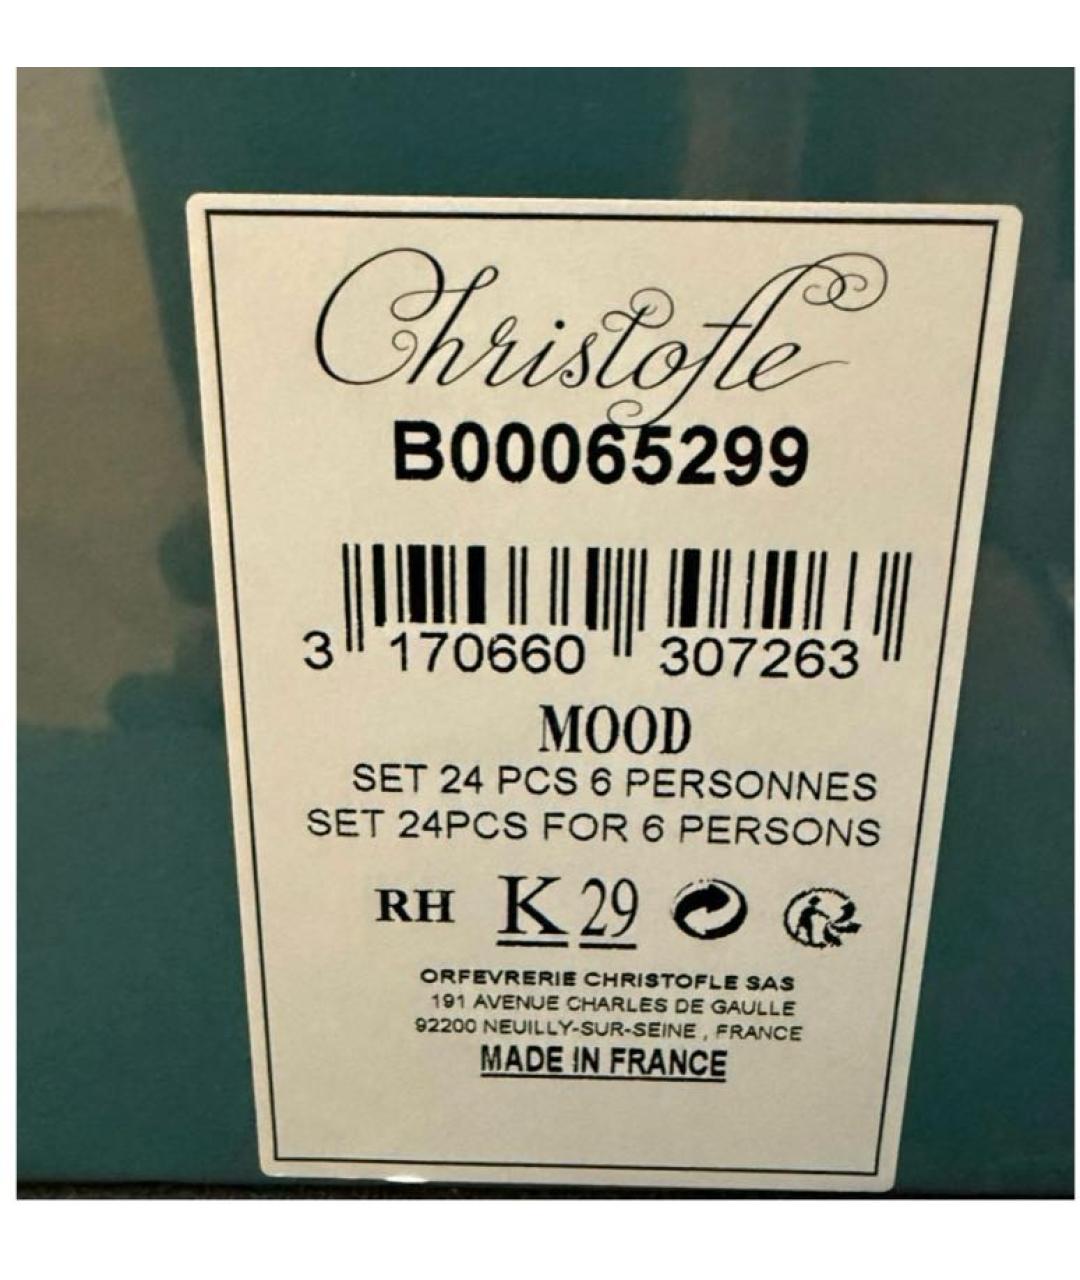 Christofle
B00065299
3 170660 307263
MOOD
SET 24 PCS 6 PERSONNES
SET 24PCS FOR 6 PERSONS
RH K 29
ORFEVRERIE CHRISTOFLE SAS
191 AVENUE CHARLES DE GAULLE
92200 NEUILLY-SUR-SEINE , FRANCE
MADE IN FRANCE